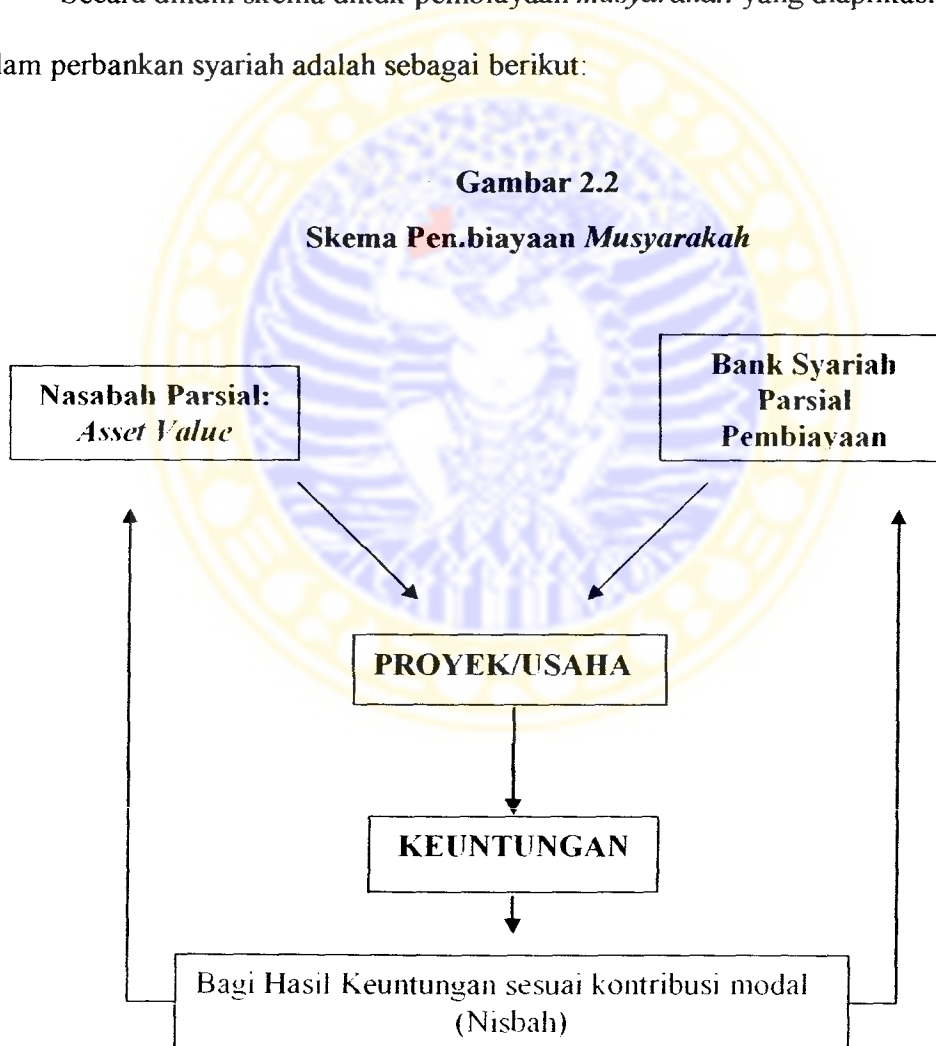 Secara umum skema untuk pembiayaan musyarakah yang diaplikasi
lam perbankan syariah adalah sebagai berikut:
Gambar 2.2
Skema Pen.biayaan Musyarakah
Nasabah Parsial:
Asset Value
Bank Syariah
Parsial
Pembiayaan
PROYEK/USAHA
KEUNTUNGAN
Bagi Hasil Keuntungan sesuai kontribusi modal
(Nisbah)